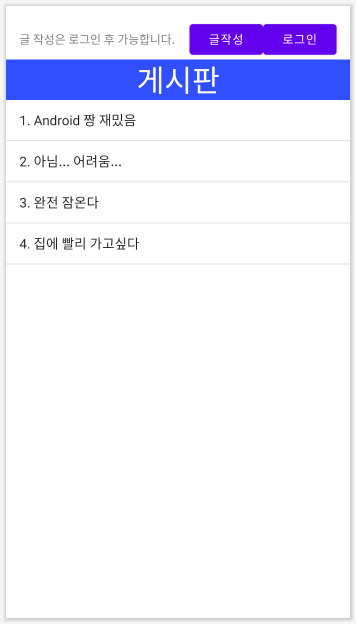 글 작성은 로그인 후 가능합니다. 글작성 로그인
게시판
1. Android 짱 재밌음
2. 아님... 어려움...
3. 완전 잠온다
4. 집에 빨리 가고싶다